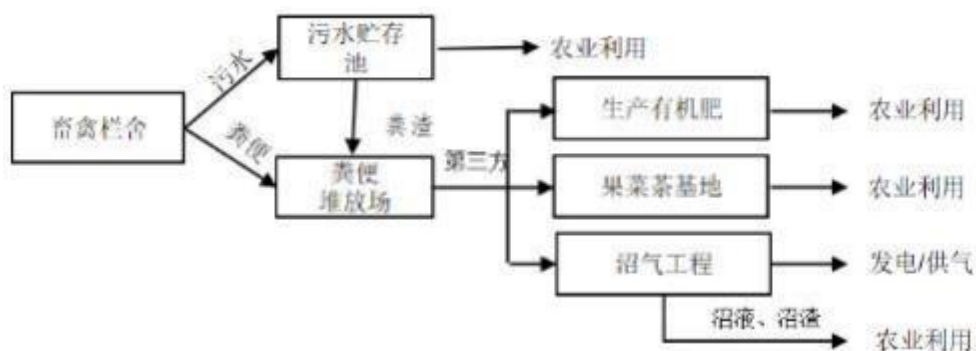 污水贮存
池
农业利用
污水
畜禽栏舍
粪便
粪渣
粪便
堆放场
第三方
生产有机肥
农业利用
果菜茶基地
农业利用
沼气工程
发电/供气
沼液、沼渣
农业利用